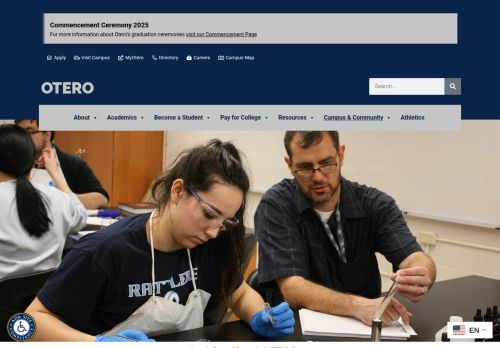 Commencement Ceremony 2025
For more information about Otero's graduation ceremonies visit our Commencement Page
Apply Visit Campus MyOtero Directory Careers Campus Map
OTERO
Search...
About Academics Become a Student Pay for College Resources Campus & Community Athletics
EN